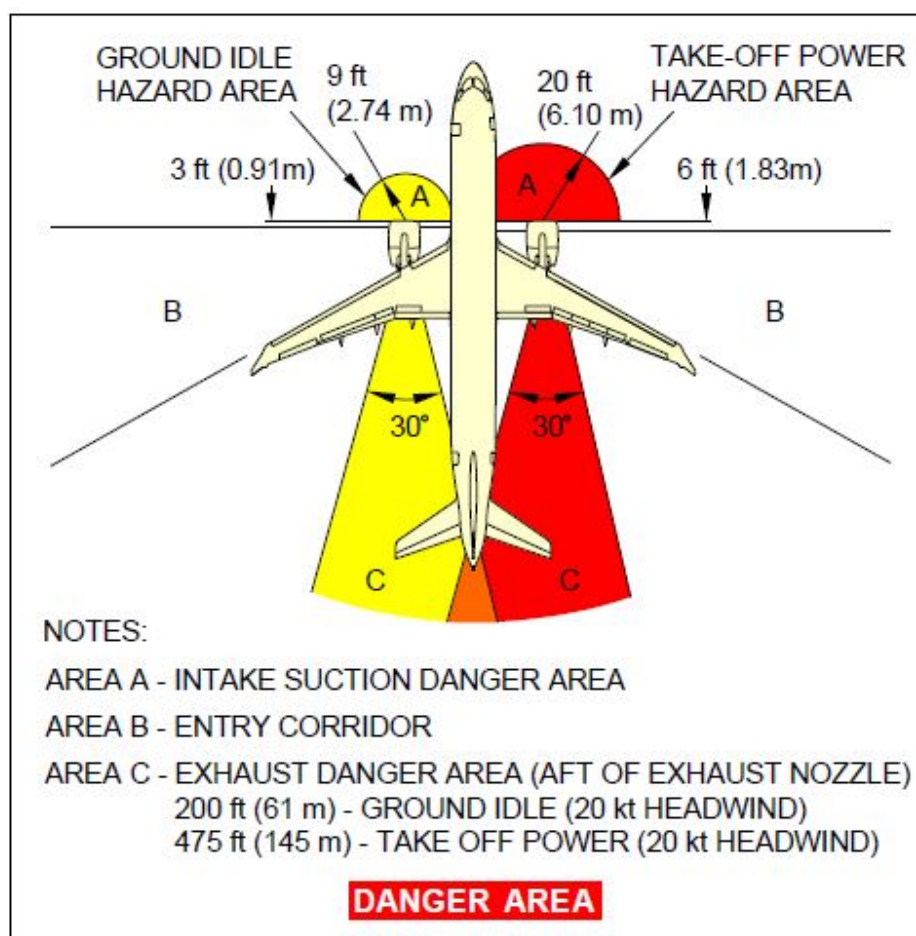 GROUND IDLE
HAZARD AREA
9 ft
(2.74 m)
20 ft
(6.10 m)
TAKE-OFF POWER
HAZARD AREA
3 ft (0.91m)
A
A
6 ft (1.83m)
B
B
30°
30°
C
C
NOTES:
AREA A - INTAKE SUCTION DANGER AREA
AREA B - ENTRY CORRIDOR
AREA C - EXHAUST DANGER AREA (AFT OF EXHAUST NOZZLE)
200 ft (61 m) - GROUND IDLE (20 kt HEADWIND)
475 ft (145 m) - TAKE OFF POWER (20 kt HEADWIND)
DANGER AREA